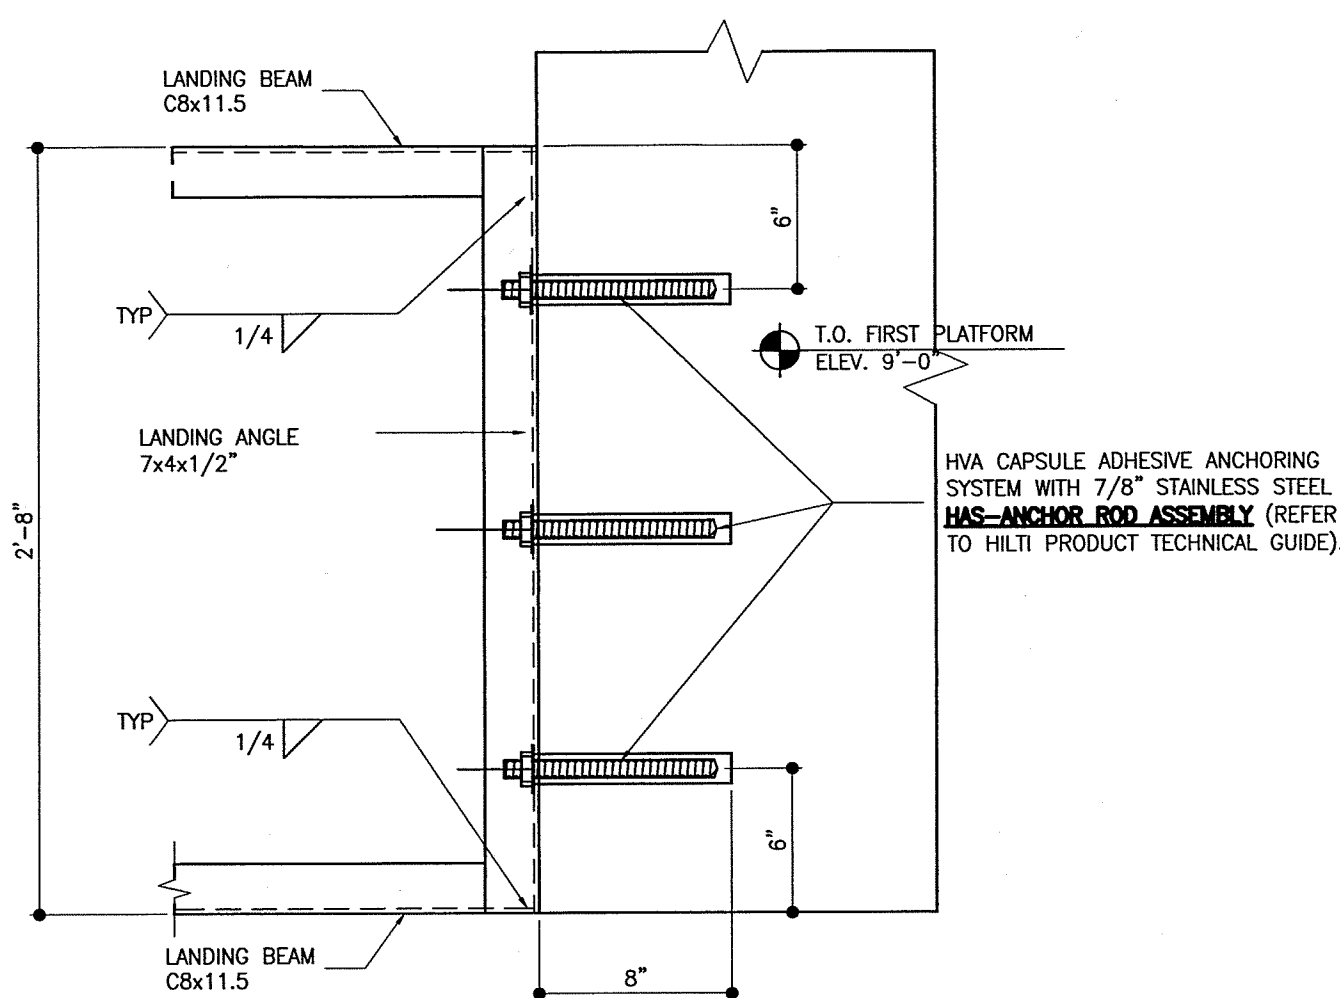 LANDING BEAM
C8x11.5
6"
TYP
1/4
T.O. FIRST PLATFORM
ELEV. 9'-0"
LANDING ANGLE
7x4x1/2"
HVA CAPSULE ADHESIVE ANCHORING
SYSTEM WITH 7/8" STAINLESS STEEL
HAS-ANCHOR ROD ASSEMBLY (REFER
TO HILTI PRODUCT TECHNICAL GUIDE).
2'-8"
TYP
1/4
6"
LANDING BEAM
C8x11.5
8"